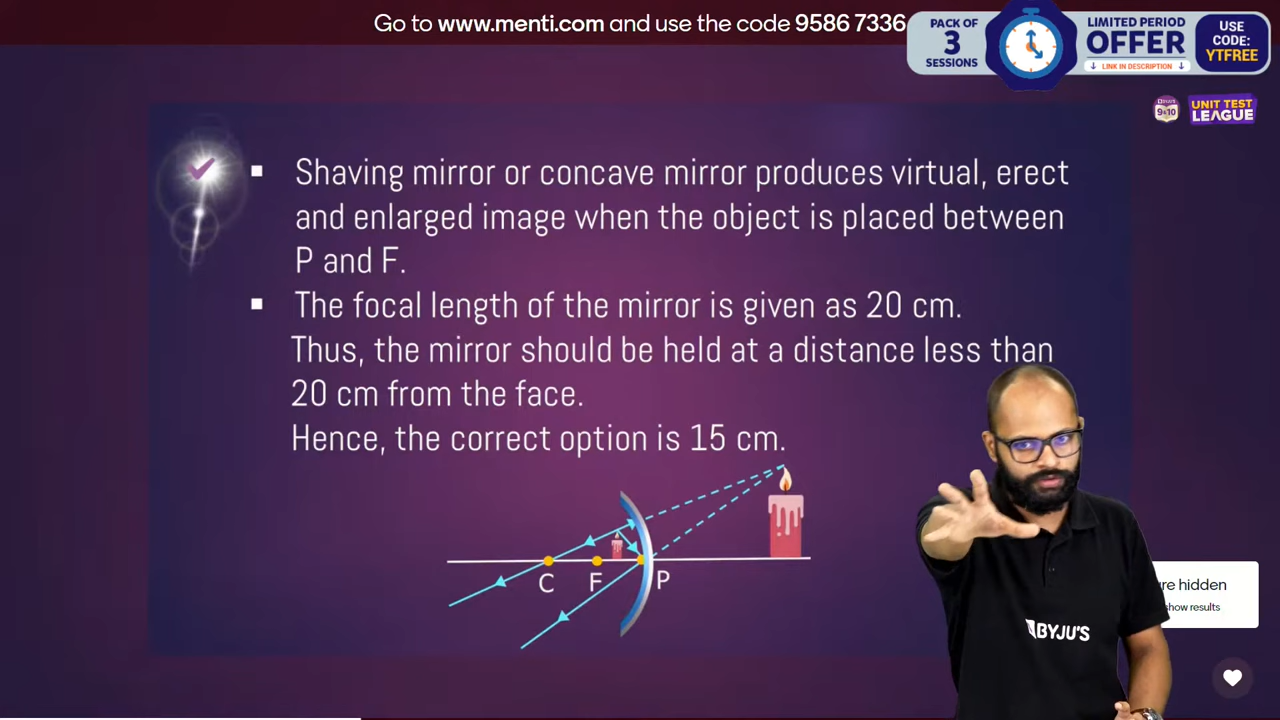 Go to www.menti.com and use the code 9586 7336
PACK OF
3
SESSIONS
LIMITED PERIOD
OFFER
LINK IN DESCRIPTION
USE
CODE:
YTFREE
9&10
UNIT TEST
LEAGUE
Shaving mirror or concave mirror produces virtual, erect
and enlarged image when the object is placed between
P and F.
The focal length of the mirror is given as 20 cm.
Thus, the mirror should be held at a distance less than
20 cm from the face.
Hence, the correct option is 15 cm.
C
F
P
are hidden
show results
BYJU'S